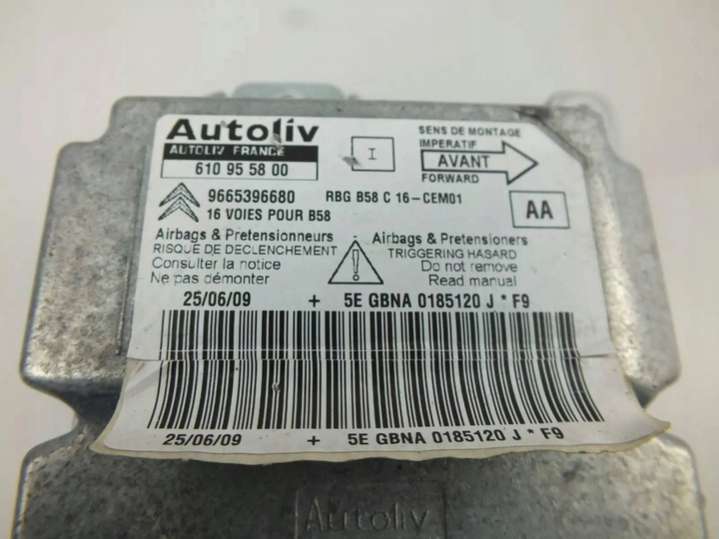 Autoliv
AUTOLIV FRANCE
610 95 58 00
I
SENS DE MONTAGE
IMPERATIF
AVANT
FORWARD
9665396680 RBG B58 C 16-CEM01
16 VOIES POUR B58
AA
Airbags & Pretensionneurs
RISQUE DE DECLENCHEMENT
Consulter la notice
Ne pas démonter
Airbags & Pretensioners
TRIGGERING HASARD
Do not remove
Read manual
25/06/09 + 5E GBNA 0185120 J * F9
25/06/09 + 5E GBNA 0185120 J * F9
Autoliv